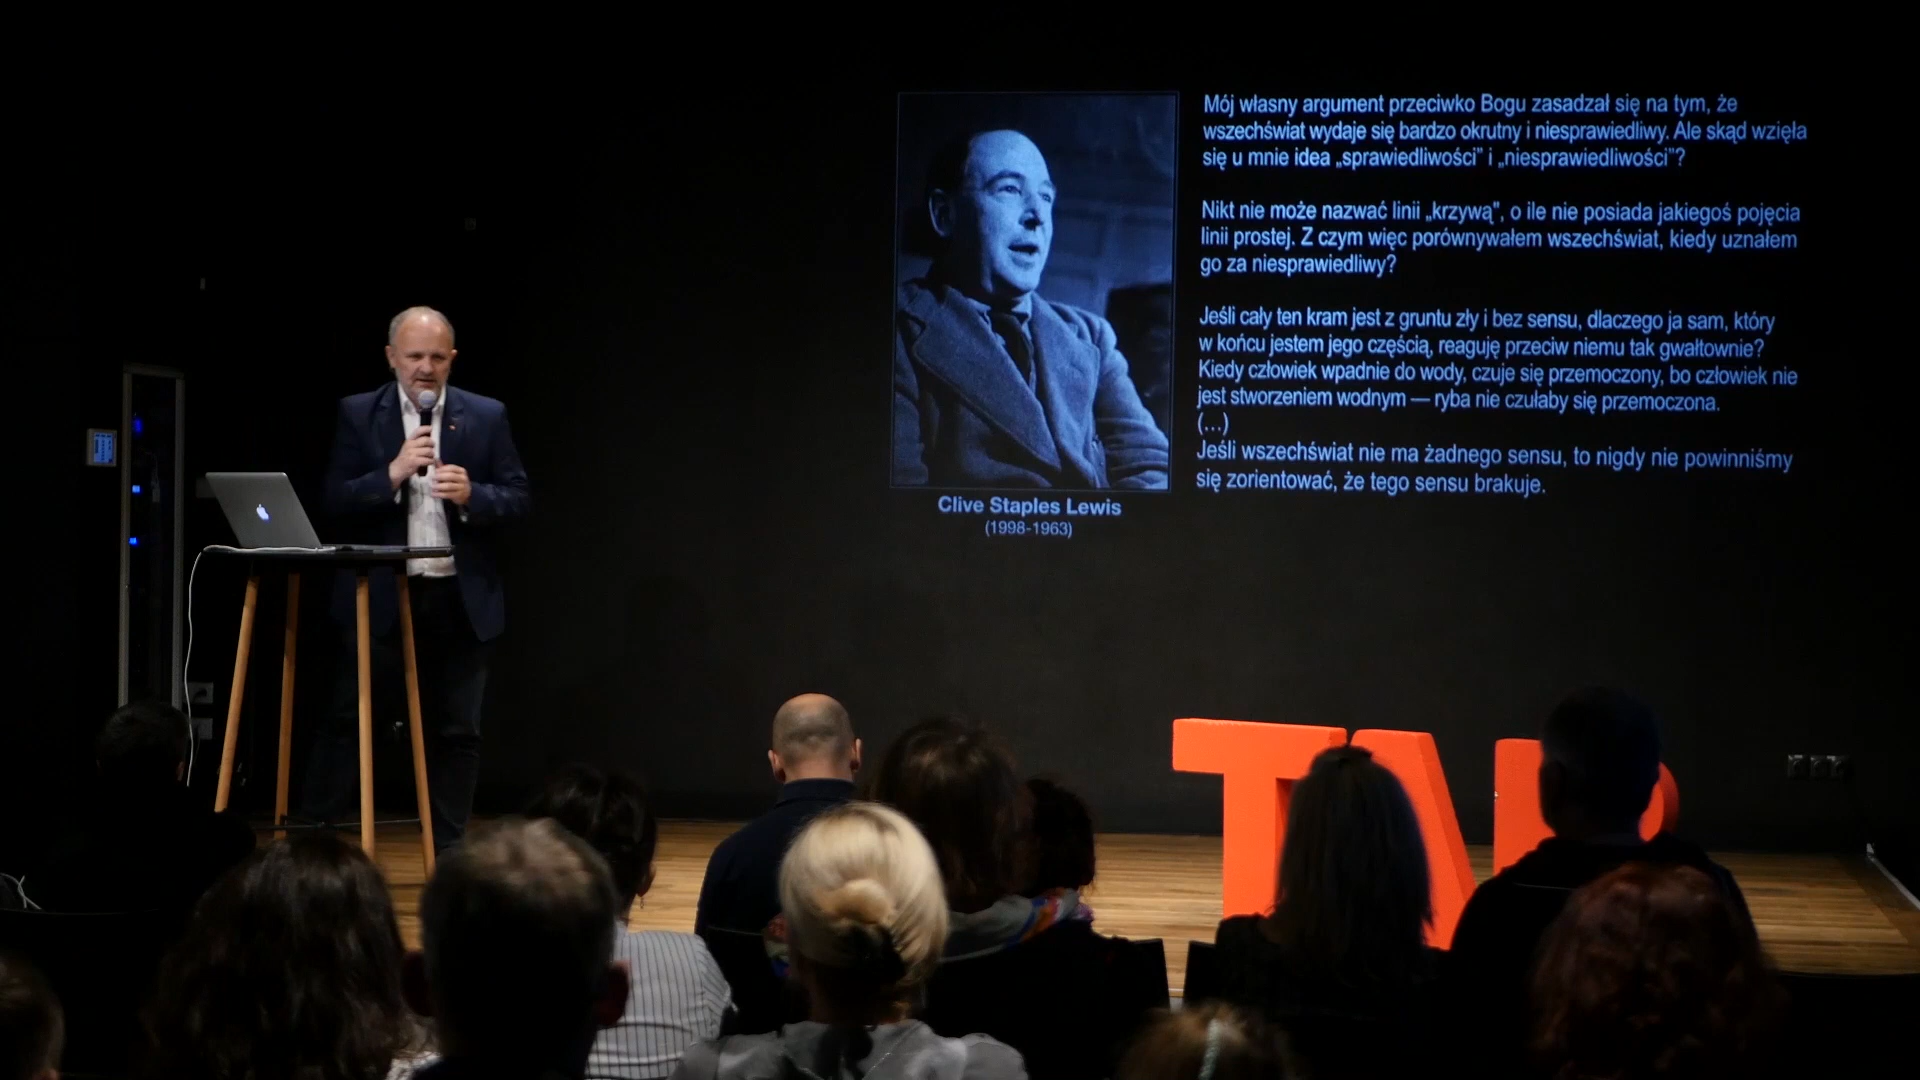 Mój własny argument przeciwko Bogu zasadzał się na tym, że
wszechświat wydaje się bardzo okrutny i niesprawiedliwy. Ale skąd wzięła
się u mnie idea „sprawiedliwości” i „niesprawiedliwości”?
Nikt nie może nazwać linii „krzywą", o ile nie posiada jakiegoś pojęcia
linii prostej. Z czym więc porównywałem wszechświat, kiedy uznałem
go za niesprawiedliwy?
Jeśli cały ten kram jest z gruntu zły i bez sensu, dlaczego ja sam, który
w końcu jestem jego częścią, reaguję przeciw niemu tak gwałtownie?
Kiedy człowiek wpadnie do wody, czuje się przemoczony, bo człowiek nie
jest stworzeniem wodnym — ryba nie czułaby się przemoczona.
(...)
Jeśli wszechświat nie ma żadnego sensu, to nigdy nie powinniśmy
się zorientować, że tego sensu brakuje.
Clive Staples Lewis
(1998-1963)